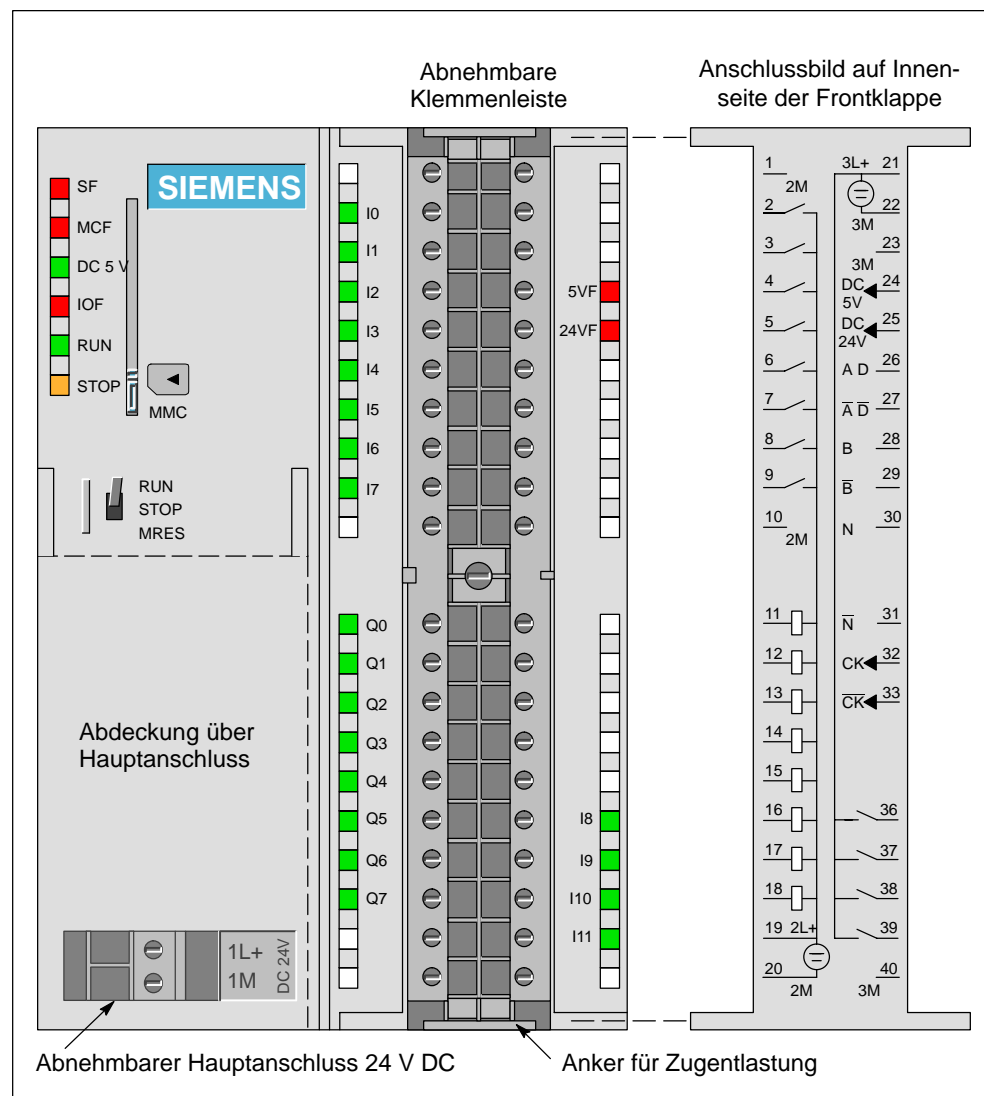 Abnehmbare
Klemmenleiste
Anschlussbild auf Innen-
seite der Frontklappe
SIEMENS
SF
MCF
DC 5 V
IOF
RUN
STOP
MMC
RUN
STOP
MRES
Abdeckung über
Hauptanschluss
1L+
1M
DC 24V
I0
I1
I2
I3
I4
I5
I6
I7
Q0
Q1
Q2
Q3
Q4
Q5
Q6
Q7
5VF
24VF
I8
I9
I10
I11
1
2M
2
3
4
5
6
7
8
9
10
2M
11
12
13
14
15
16
17
18
19 2L+
20
2M
3L+ 21
22
3M
23
3M
DC 24
5V
DC 25
24V
A D 26
A̅ D̅ 27
B 28
B̅ 29
N 30
N̅ 31
CK 32
C̅K̅ 33
36
37
38
39
40
3M
Abnehmbarer Hauptanschluss 24 V DC
Anker für Zugentlastung